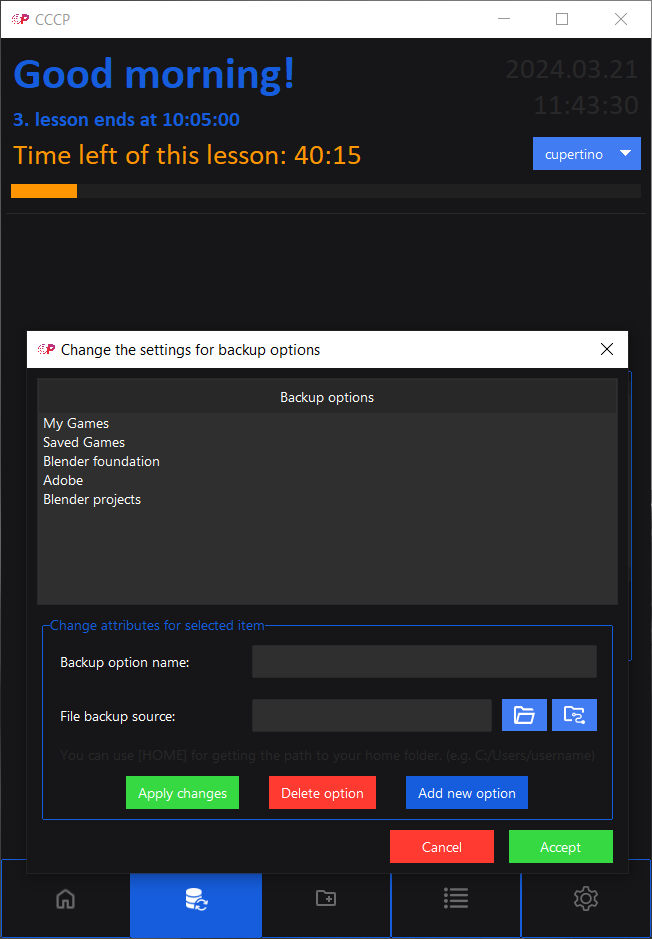 CCCP
Good morning!
2024.03.21
11:43:30
3. lesson ends at 10:05:00
Time left of this lesson: 40:15
cupertino
Change the settings for backup options
Backup options
My Games
Saved Games
Blender foundation
Adobe
Blender projects
Change attributes for selected item
Backup option name:
File backup source:
You can use [HOME] for getting the path to your home folder. (e.g. C:/Users/username)
Apply changes
Delete option
Add new option
Cancel
Accept